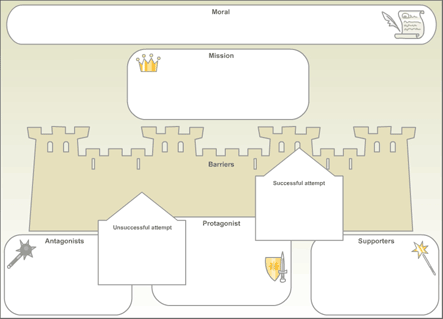 Moral
Mission
Barriers
Successful attempt
Unsuccessful attempt
Protagonist
Antagonists
Supporters